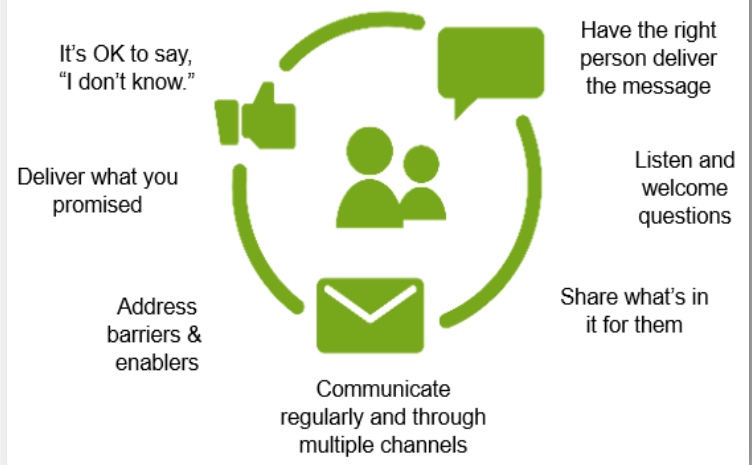 It's OK to say,
“I don't know.”
Have the right
person deliver
the message
Deliver what you
promised
Listen and
welcome
questions
Address
barriers &
enablers
Share what's in
it for them
Communicate
regularly and through
multiple channels